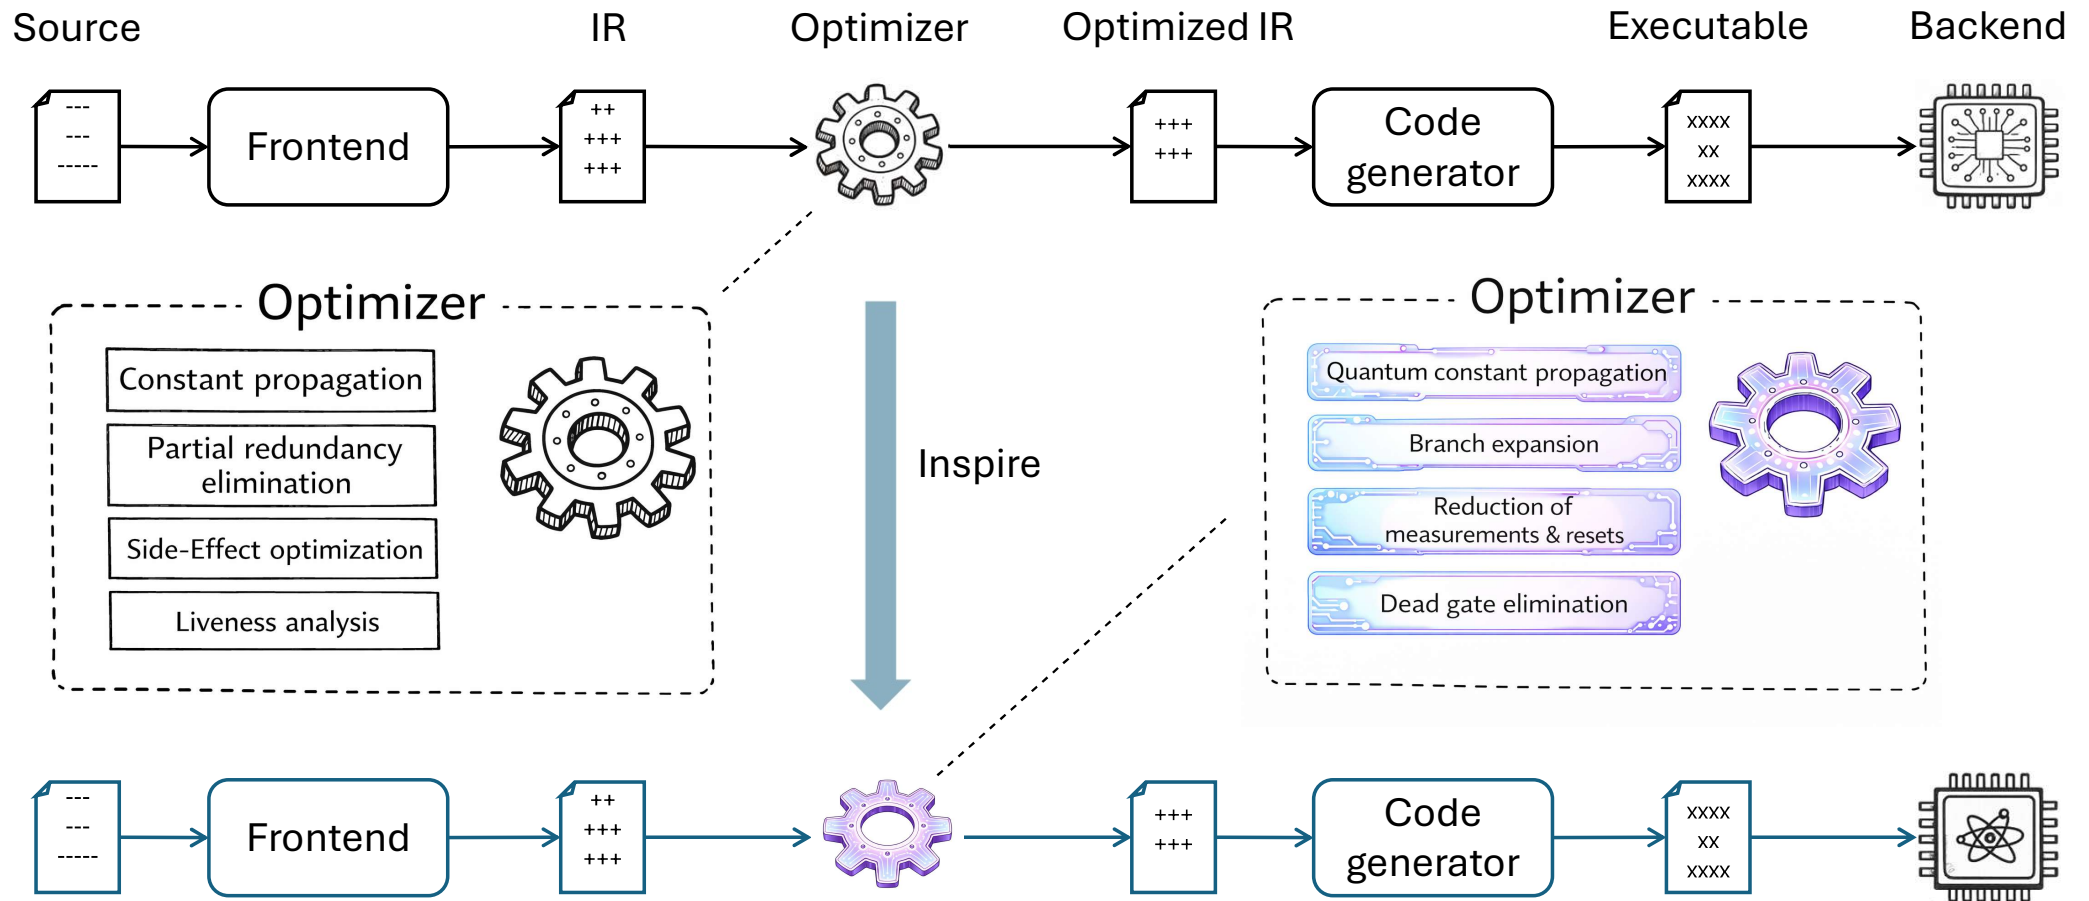 Source
IR
Optimizer
Optimized IR
Executable
Backend
---
---
-----
Frontend
++
+++
+++
+++
+++
Code
generator
xxxx
xx
xxxx
Optimizer
Constant propagation
Partial redundancy
elimination
Side-Effect optimization
Liveness analysis
Inspire
Optimizer
Quantum constant propagation
Branch expansion
Reduction of
measurements & resets
Dead gate elimination
---
---
-----
Frontend
++
+++
+++
+++
+++
Code
generator
xxxx
xx
xxxx